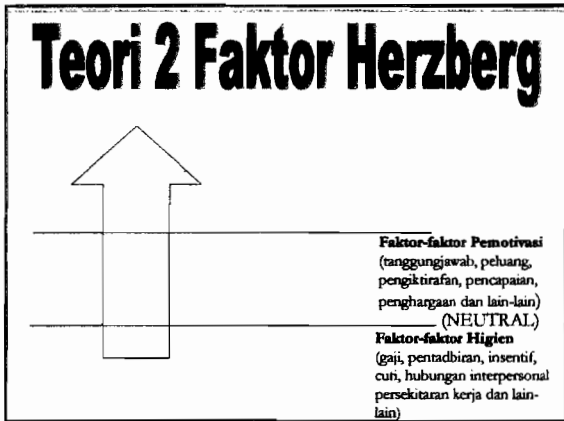 Teori 2 Faktor Herzberg
Faktor-faktor Pemotivasi
(tanggungjawab, peluang,
pengiktirafan, pencapaian,
penghargaan dan lain-lain)
(NEUTRAL)
Faktor-faktor Higien
(gaji, pentadbiran, insentif,
cuti, hubungan interpersonal
persekitaran kerja dan lain-
lain)